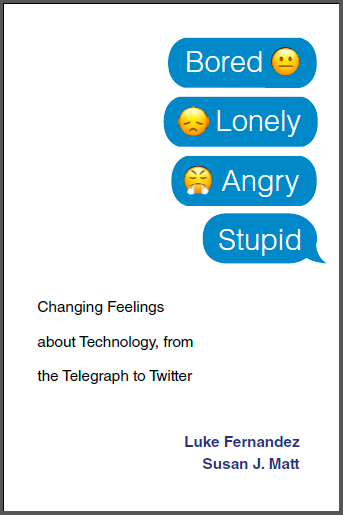 Bored 😐
😞 Lonely
😤 Angry
Stupid
Changing Feelings
about Technology, from
the Telegraph to Twitter
Luke Fernandez
Susan J. Matt